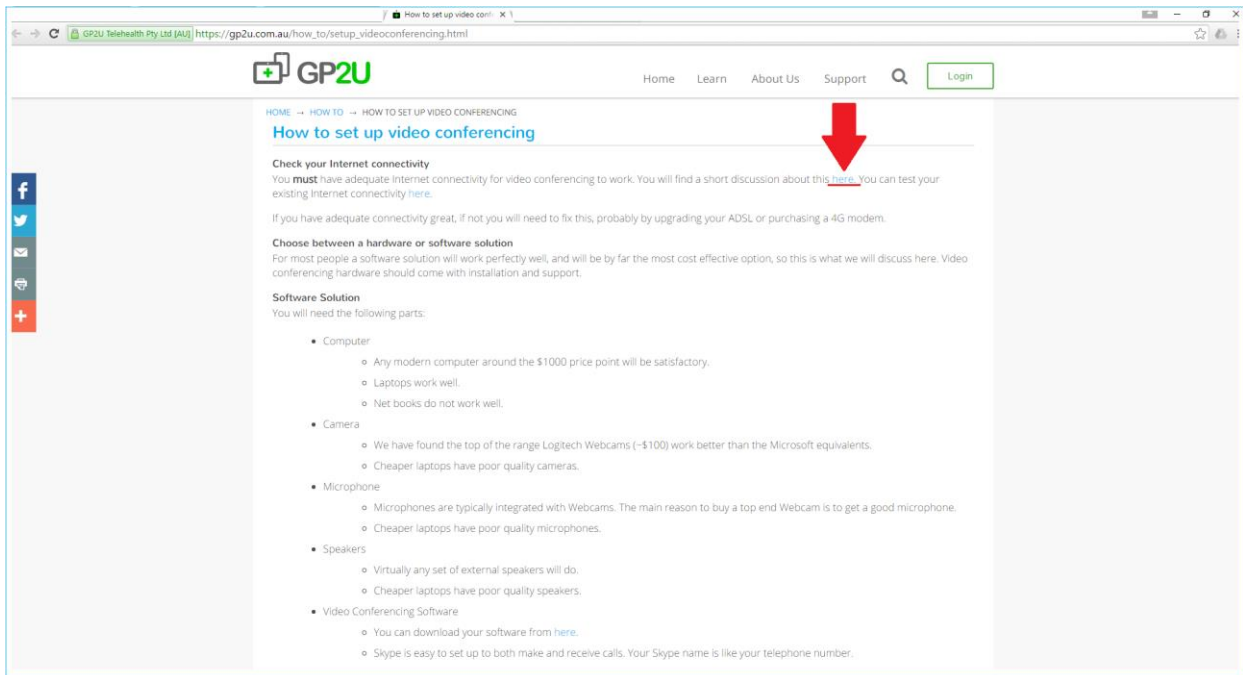 How to set up video conf
GP2U Telehealth Pty Ltd [AU] https://gp2u.com.au/how_to/setup_videoconferencing.html
GP2U
Home Learn About Us Support Login
HOME → HOW TO → HOW TO SET UP VIDEO CONFERENCING
How to set up video conferencing
Check your Internet connectivity
You must have adequate Internet connectivity for video conferencing to work. You will find a short discussion about this here. You can test your
existing Internet connectivity here.
If you have adequate connectivity great, if not you will need to fix this, probably by upgrading your ADSL or purchasing a 4G modem.
Choose between a hardware or software solution
For most people a software solution will work perfectly well, and will be by far the most cost effective option, so this is what we will discuss here. Video
conferencing hardware should come with installation and support.
Software Solution
You will need the following parts:
• Computer
Any modern computer around the $1000 price point will be satisfactory.
Laptops work well.
Net books do not work well.
• Camera
We have found the top of the range Logitech Webcams (~$100) work better than the Microsoft equivalents.
Cheaper laptops have poor quality cameras.
• Microphone
Microphones are typically integrated with Webcams. The main reason to buy a top end Webcam is to get a good microphone.
Cheaper laptops have poor quality microphones.
• Speakers
Virtually any set of external speakers will do.
Cheaper laptops have poor quality speakers.
• Video Conferencing Software
You can download your software from here.
Skype is easy to set up to both make and receive calls. Your Skype name is like your telephone number.